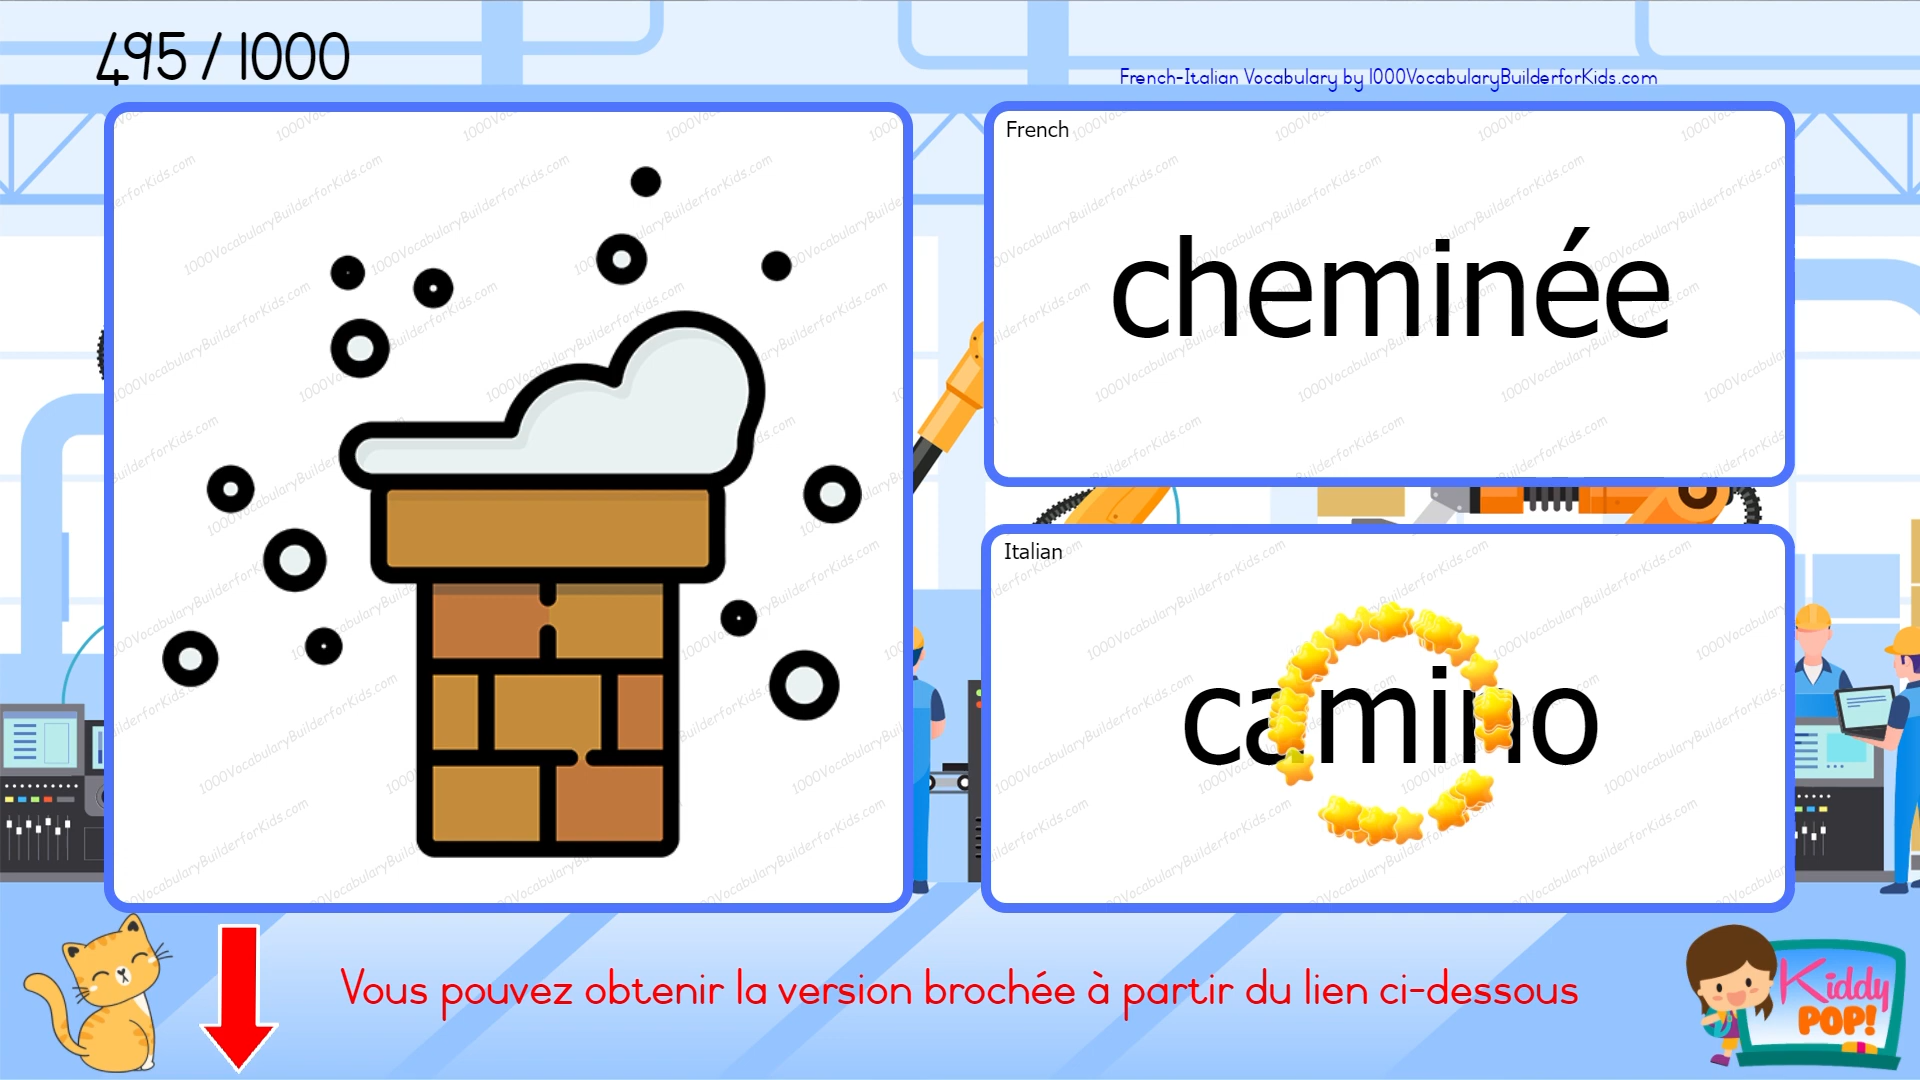 495 / 1000
French-Italian Vocabulary by 1000VocabularyBuilderforKids.com
French
cheminée
Italian
camino
Vous pouvez obtenir la version brochée à partir du lien ci-dessous
Kiddy
POP!